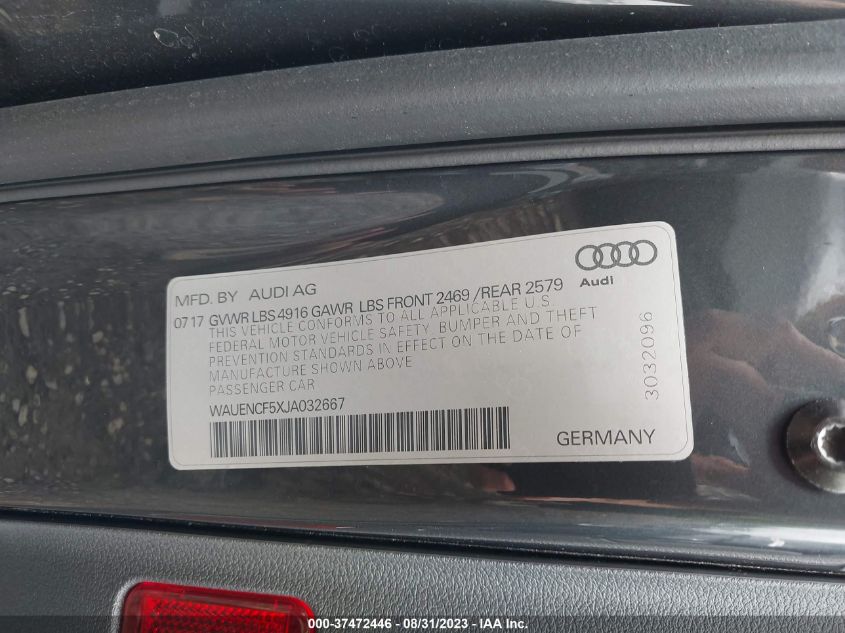 MFD. BY AUDI AG
Audi
07 17 GVWR LBS 4916 GAWR LBS FRONT 2469 /REAR 2579
THIS VEHICLE CONFORMS TO ALL APPLICABLE U.S.
FEDERAL MOTOR VEHICLE SAFETY, BUMPER AND THEFT
PREVENTION STANDARDS IN EFFECT ON THE DATE OF
MANUFACTURE SHOWN ABOVE
PASSENGER CAR
WAUENCF5XJA032667
GERMANY
3032096
000-37472446 - 08/31/2023 - IAA Inc.